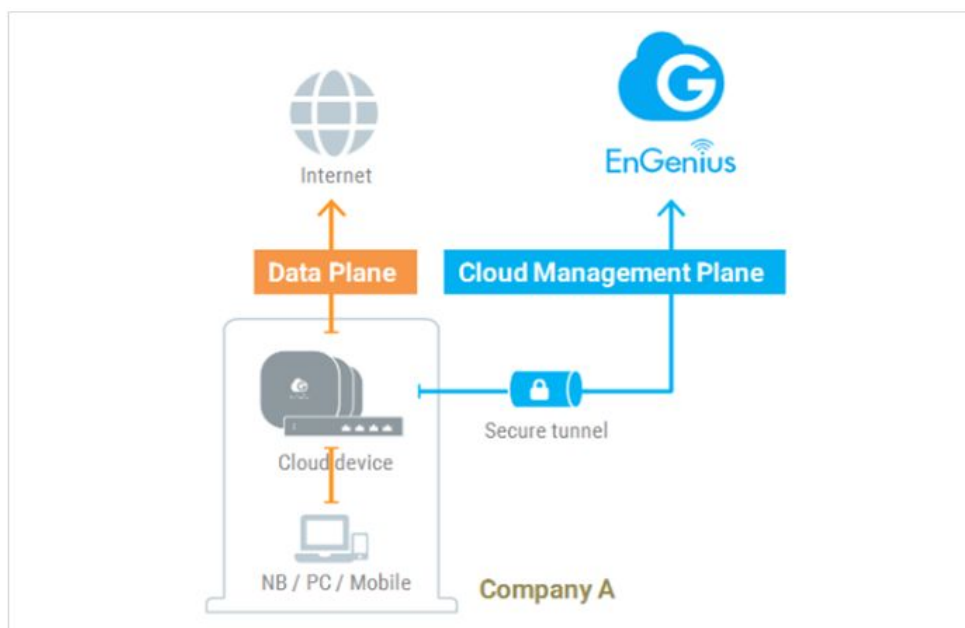 Internet
G
EnGenius
Data Plane
Cloud Management Plane
Secure tunnel
Cloud device
NB / PC / Mobile
Company A